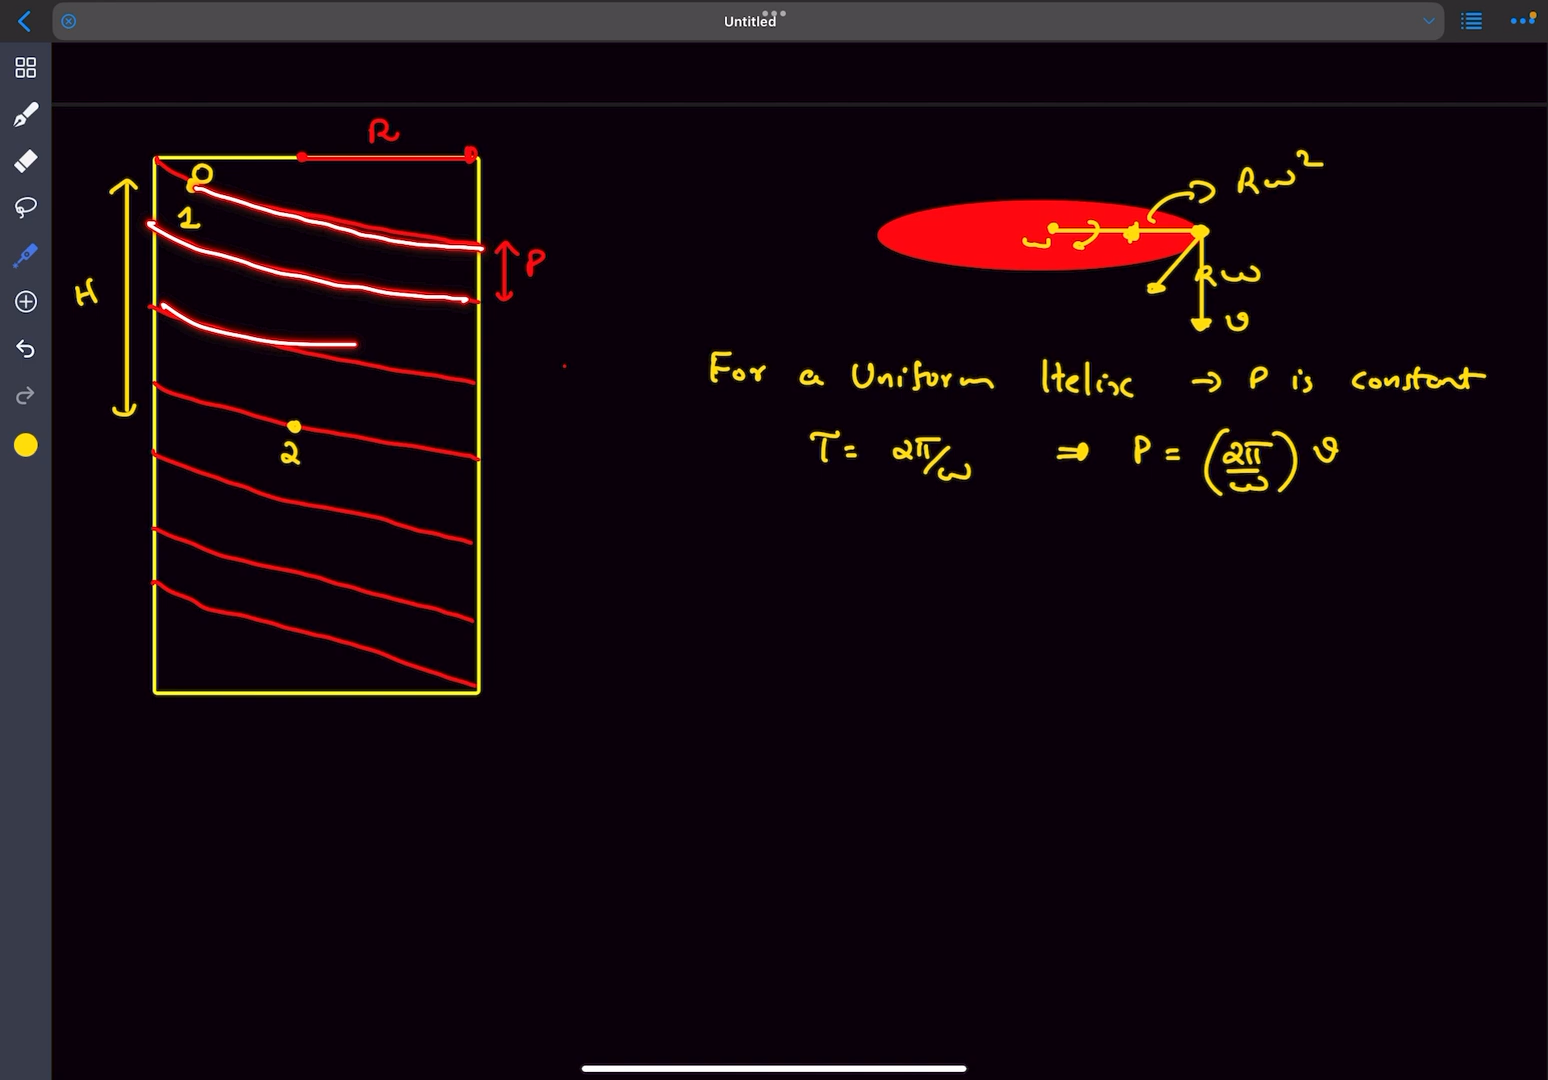 Untitled
R
1
H
P
2
Rω²
ω
Rω
v
For a Uniform Helix → P is constant
T = 2π/ω ⇒ P = (2π/ω) v